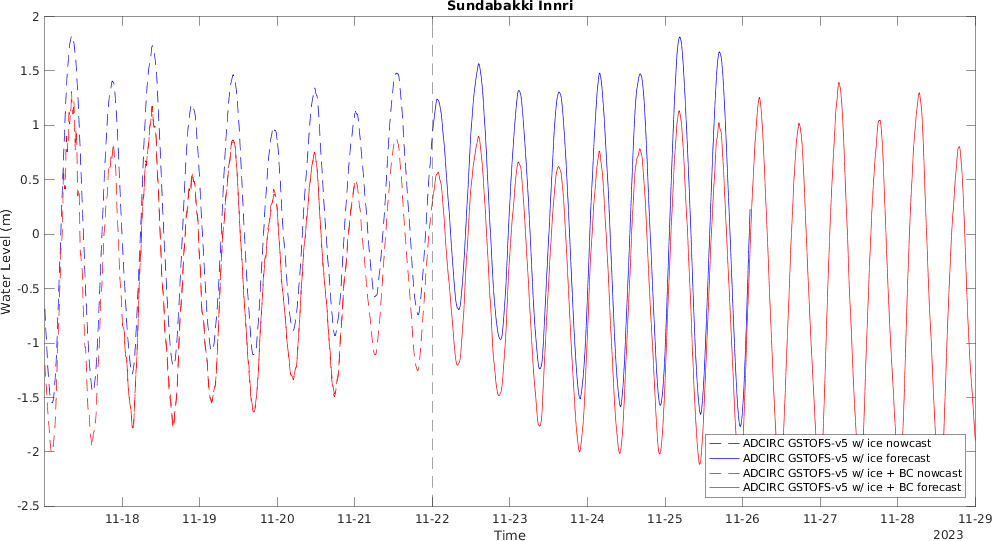 Sundabakki Innri
2
1.5
1
0.5
0
-0.5
-1
-1.5
-2
-2.5
Water Level (m)
ADCIRC GSTOFS-v5 w/ ice nowcast
ADCIRC GSTOFS-v5 w/ ice forecast
ADCIRC GSTOFS-v5 w/ ice + BC nowcast
ADCIRC GSTOFS-v5 w/ ice + BC forecast
11-18 11-19 11-20 11-21 11-22 11-23 11-24 11-25 11-26 11-27 11-28 11-29
Time
2023